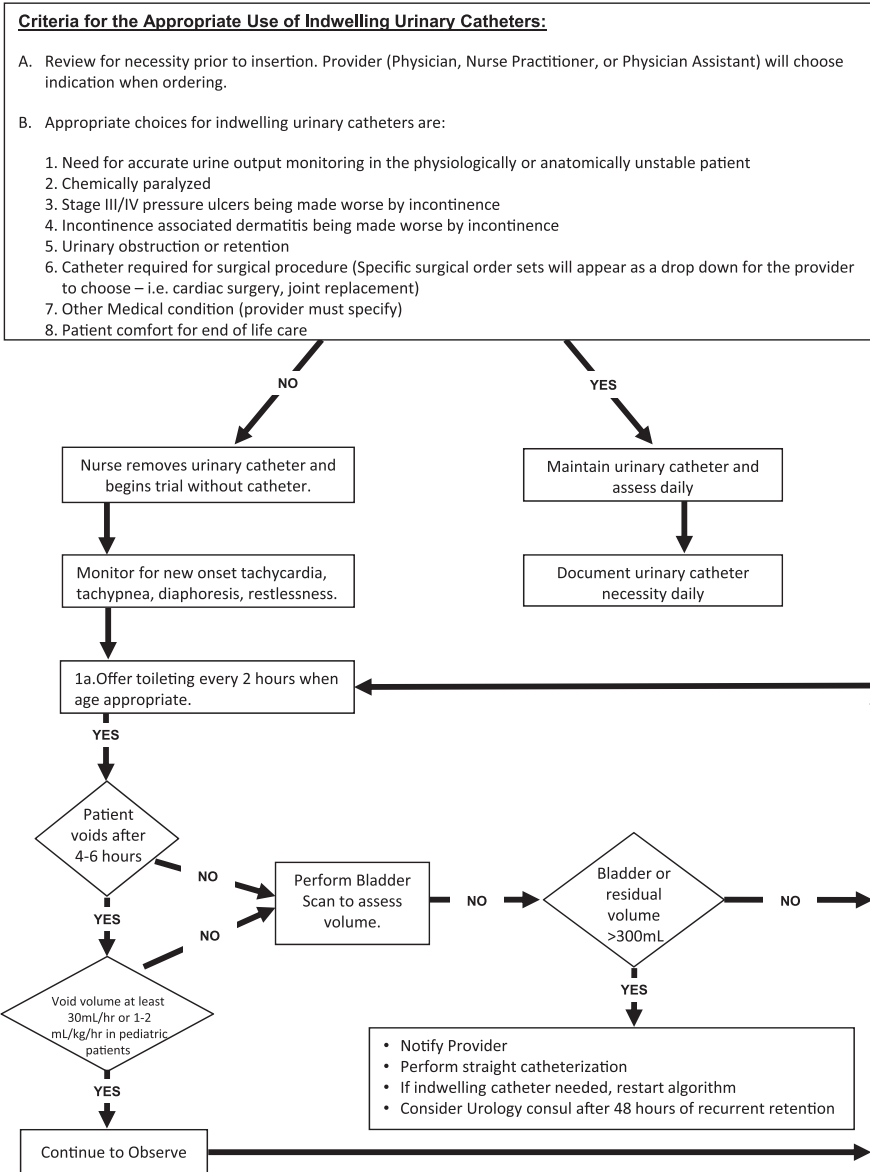 Criteria for the Appropriate Use of Indwelling Urinary Catheters:
A. Review for necessity prior to insertion. Provider (Physician, Nurse Practitioner, or Physician Assistant) will choose
indication when ordering.
B. Appropriate choices for indwelling urinary catheters are:
1. Need for accurate urine output monitoring in the physiologically or anatomically unstable patient
2. Chemically paralyzed
3. Stage III/IV pressure ulcers being made worse by incontinence
4. Incontinence associated dermatitis being made worse by incontinence
5. Urinary obstruction or retention
6. Catheter required for surgical procedure (Specific surgical order sets will appear as a drop down for the provider
to choose – i.e. cardiac surgery, joint replacement)
7. Other Medical condition (provider must specify)
8. Patient comfort for end of life care
NO
YES
Nurse removes urinary catheter and
begins trial without catheter.
Maintain urinary catheter and
assess daily
Monitor for new onset tachycardia,
tachypnea, diaphoresis, restlessness.
Document urinary catheter
necessity daily
1a.Offer toileting every 2 hours when
age appropriate.
YES
Patient
voids after
4-6 hours
NO
Perform Bladder
Scan to assess
volume.
NO
Bladder or
residual
volume
>300mL
NO
YES
NO
Void volume at least
30mL/hr or 1-2
mL/kg/hr in pediatric
patients
YES
• Notify Provider
• Perform straight catheterization
• If indwelling catheter needed, restart algorithm
• Consider Urology consul after 48 hours of recurrent retention
YES
Continue to Observe